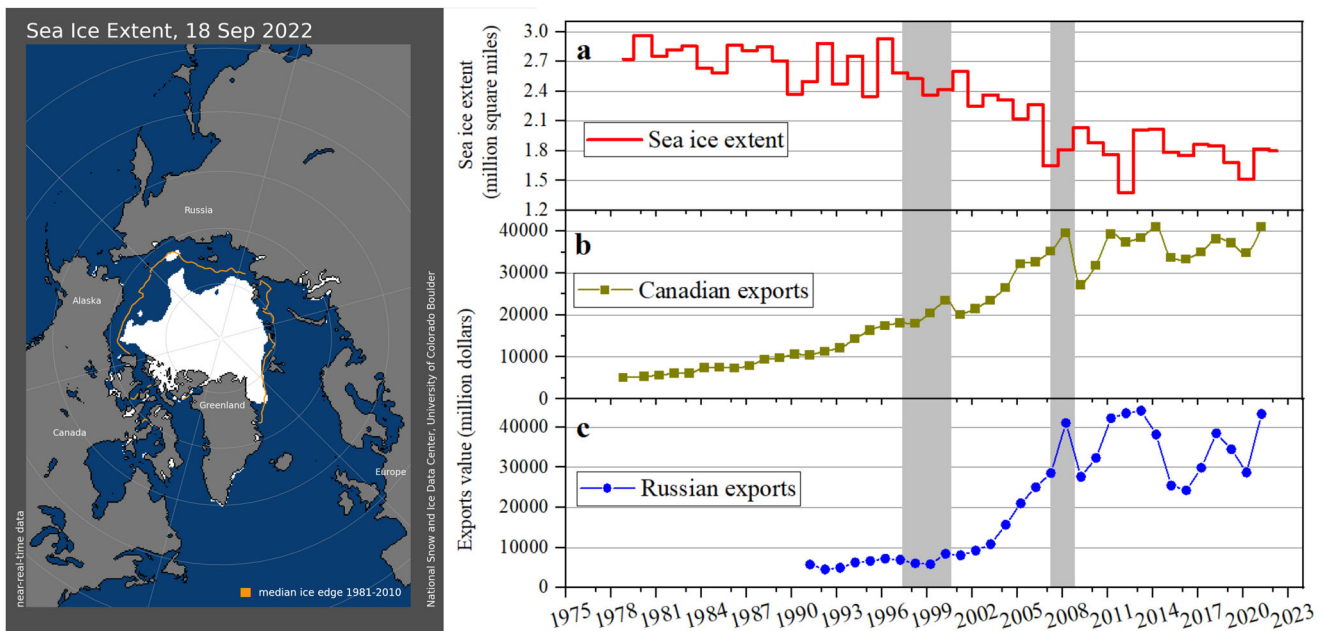 Sea Ice Extent, 18 Sep 2022
Russia
Alaska
Greenland
Canada
Europe
near-real-time data
median ice edge 1981-2010
National Snow and Ice Data Center, University of Colorado Boulder
a
Sea ice extent
(million square miles)
3.0
2.7
2.4
2.1
1.8
1.5
1.2
Sea ice extent
b
40000
30000
20000
10000
0
Canadian exports
Exports value (million dollars)
c
40000
30000
20000
10000
0
Russian exports
1975 1978 1981 1984 1987 1990 1993 1996 1999 2002 2005 2008 2011 2014 2017 2020 2023